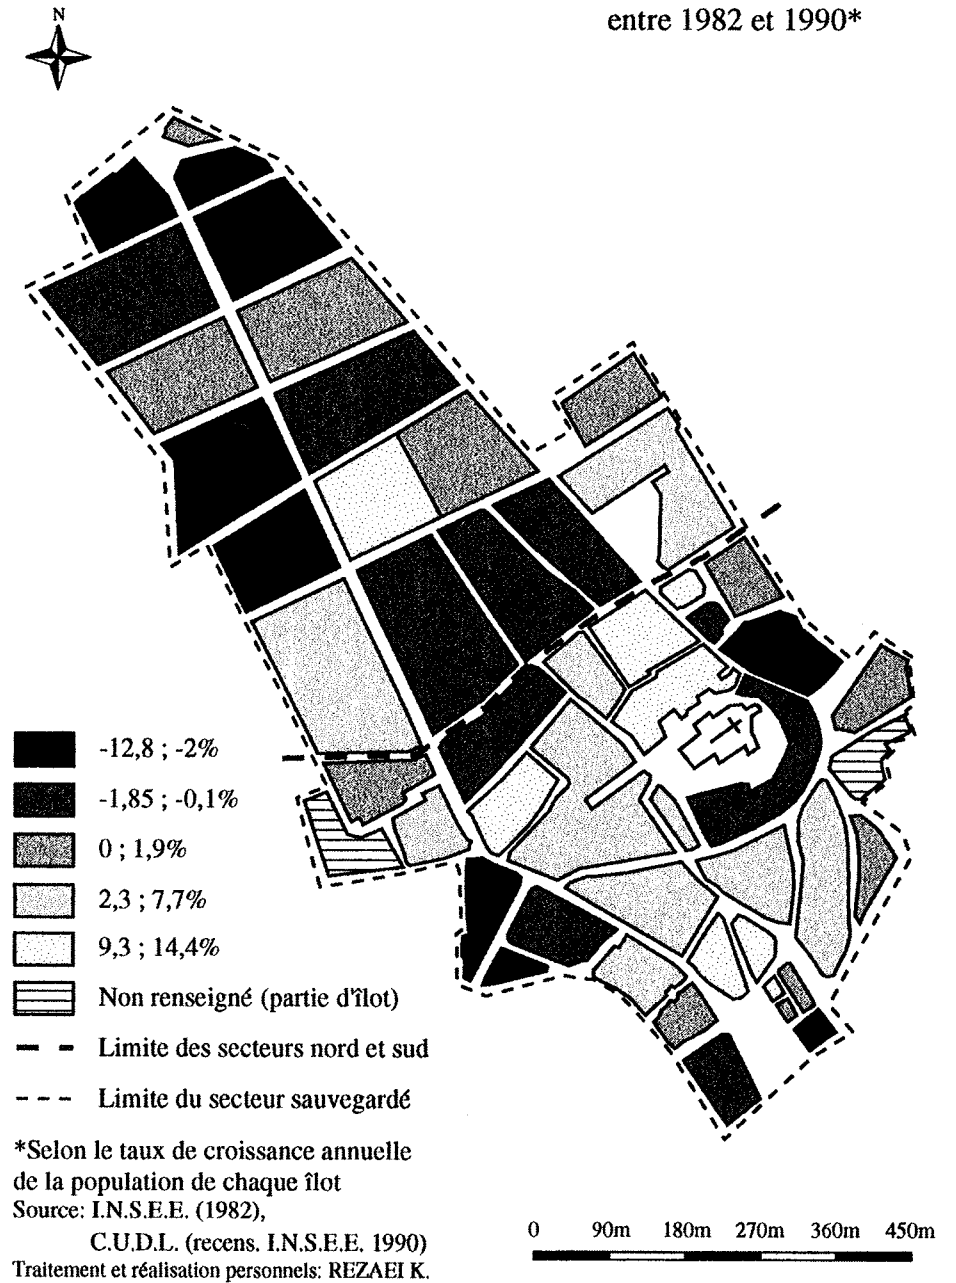 entre 1982 et 1990*
N
-12,8 ; -2%
-1,85 ; -0,1%
0 ; 1,9%
2,3 ; 7,7%
9,3 ; 14,4%
Non renseigné (partie d'îlot)
Limite des secteurs nord et sud
Limite du secteur sauvegardé
*Selon le taux de croissance annuelle
de la population de chaque îlot
Source: I.N.S.E.E. (1982),
C.U.D.L. (recens. I.N.S.E.E. 1990)
Traitement et réalisation personnels: REZAEI K.
0 90m 180m 270m 360m 450m